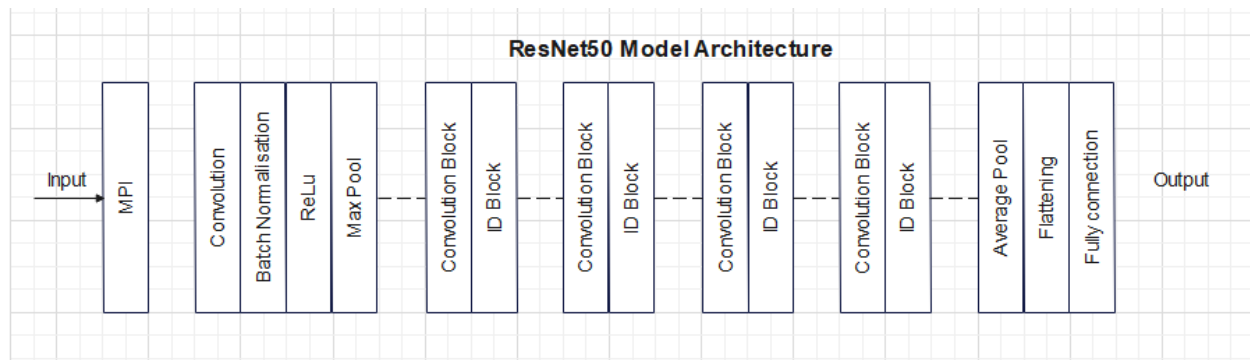 ResNet50 Model Architecture
Input
MPI
Convolution
Batch Normalisation
ReLu
Max Pool
Convolution Block
ID Block
Convolution Block
ID Block
Convolution Block
ID Block
Convolution Block
ID Block
Average Pool
Flattening
Fully connection
Output